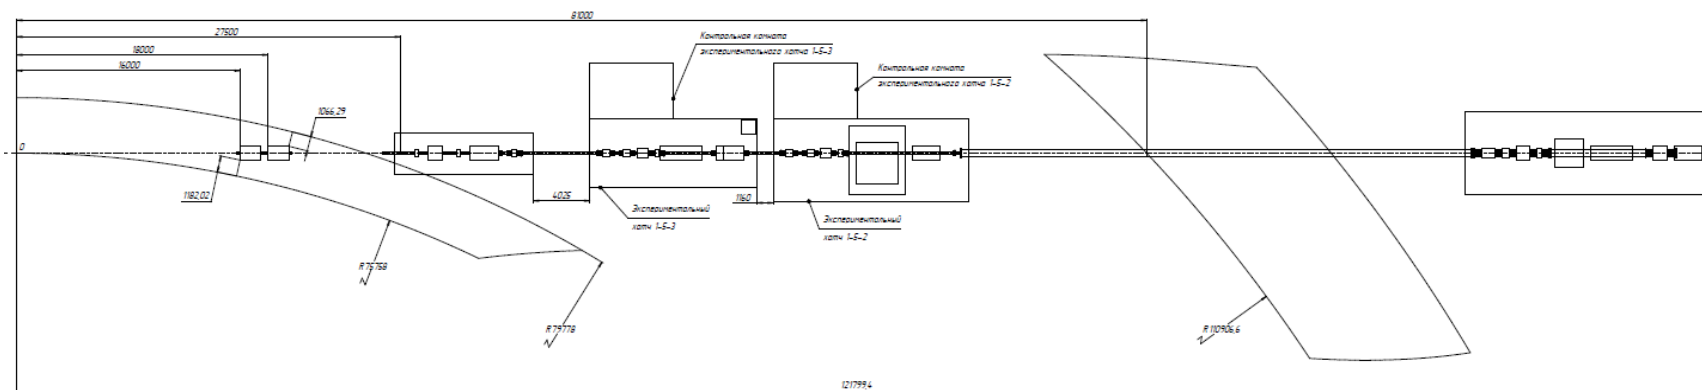 81000
27500
18000
16000
Контрольная комната
экспериментального хатча 1-5-3
Контрольная комната
экспериментального хатча 1-5-2
1066,29
0
1182,02
4025
1160
Экспериментальный
хатч 1-5-3
Экспериментальный
хатч 1-5-2
R 75758
R 79778
R 110906,6
121799,4